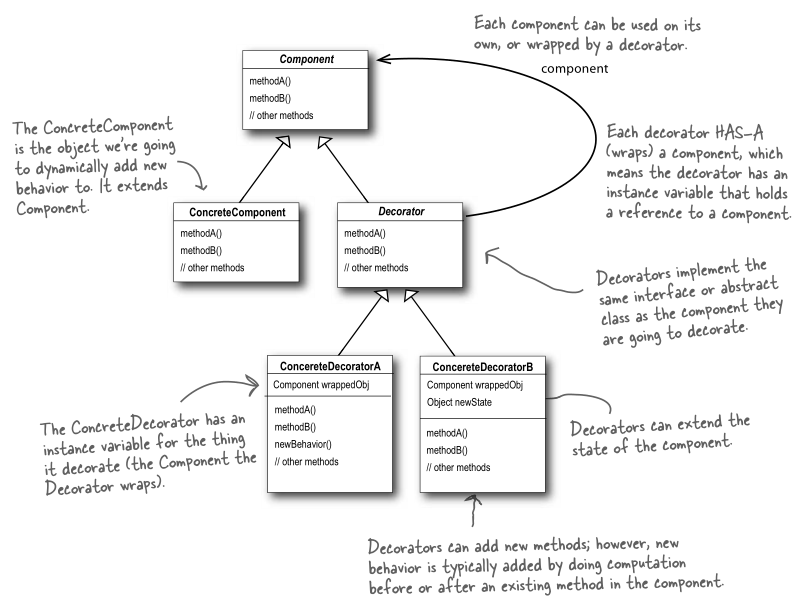 Each component can be used on its
own, or wrapped by a decorator.
component
Component
methodA()
methodB()
// other methods
The ConcreteComponent
is the object we're going
to dynamically add new
behavior to. It extends
Component.
Each decorator HAS-A
(wraps) a component, which
means the decorator has an
instance variable that holds
a reference to a component.
ConcreteComponent
methodA()
methodB()
// other methods
Decorator
methodA()
methodB()
// other methods
Decorators implement the
same interface or abstract
class as the component they
are going to decorate.
ConcereteDecoratorA
Component wrappedObj
methodA()
methodB()
newBehavior()
// other methods
ConcereteDecoratorB
Component wrappedObj
Object newState
methodA()
methodB()
// other methods
The ConcreteDecorator has an
instance variable for the thing
it decorate (the Component the
Decorator wraps).
Decorators can extend the
state of the component.
Decorators can add new methods; however, new
behavior is typically added by doing computation
before or after an existing method in the component.